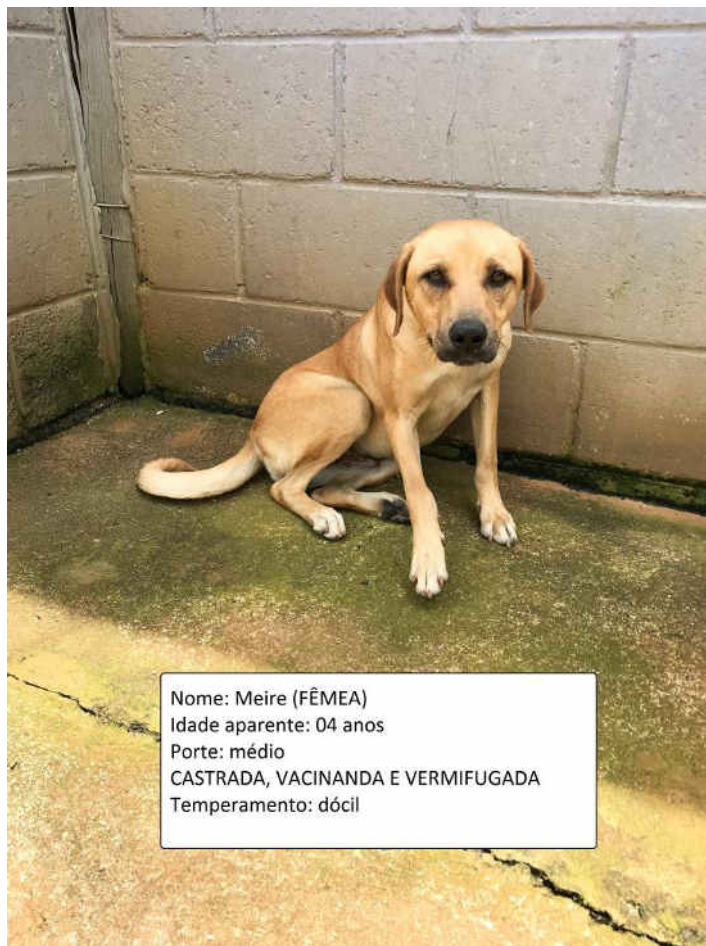 Nome: Meire (FÊMEA)
Idade aparente: 04 anos
Porte: médio
CASTRADA, VACINANDA E VERMIFUGADA
Temperamento: dócil